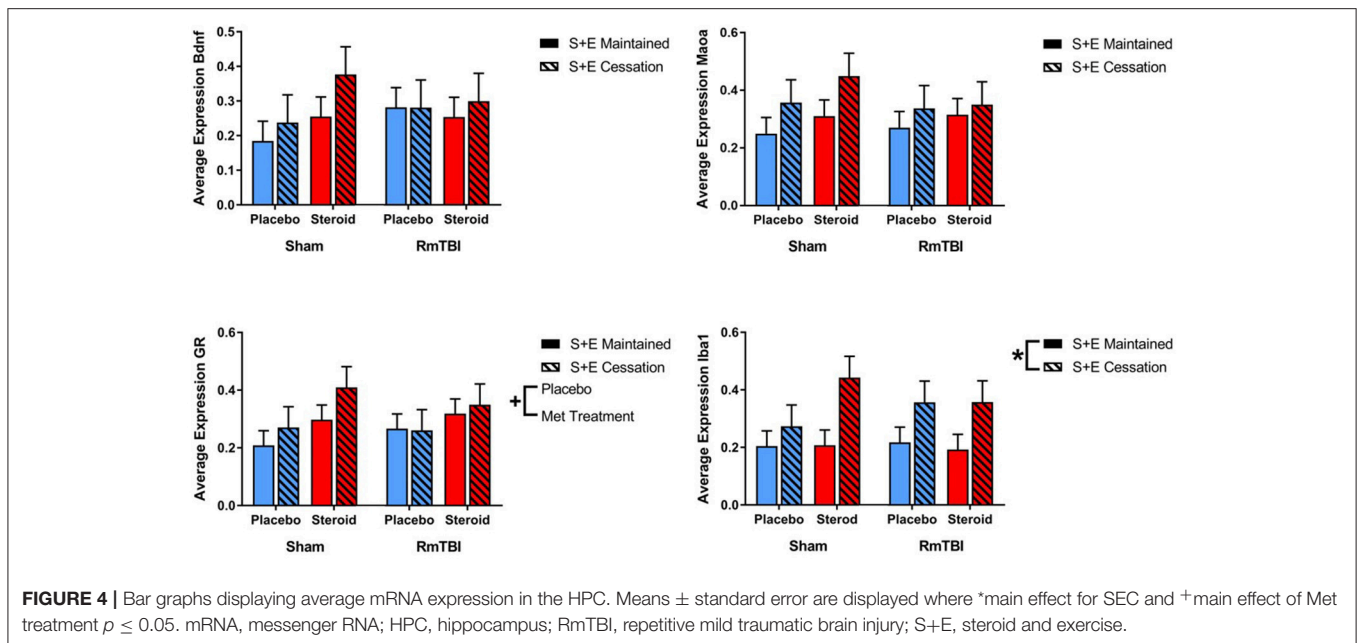 Average Expression Bdnf
0.5
0.4
0.3
0.2
0.1
0.0
Placebo Steroid Placebo Steroid
Sham RmTBI
S+E Maintained
S+E Cessation
Average Expression Maoa
0.6
0.4
0.2
0.0
Placebo Steroid Placebo Steroid
Sham RmTBI
S+E Maintained
S+E Cessation
Average Expression GR
0.6
0.4
0.2
0.0
Placebo Steroid Placebo Steroid
Sham RmTBI
S+E Maintained
S+E Cessation
+
Placebo
Met Treatment
Average Expression Iba1
0.6
0.4
0.2
0.0
Placebo Sterod Placebo Steroid
Sham RmTBI
*
S+E Maintained
S+E Cessation
FIGURE 4 | Bar graphs displaying average mRNA expression in the HPC. Means ± standard error are displayed where *main effect for SEC and +main effect of Met
treatment p ≤ 0.05. mRNA, messenger RNA; HPC, hippocampus; RmTBI, repetitive mild traumatic brain injury; S+E, steroid and exercise.